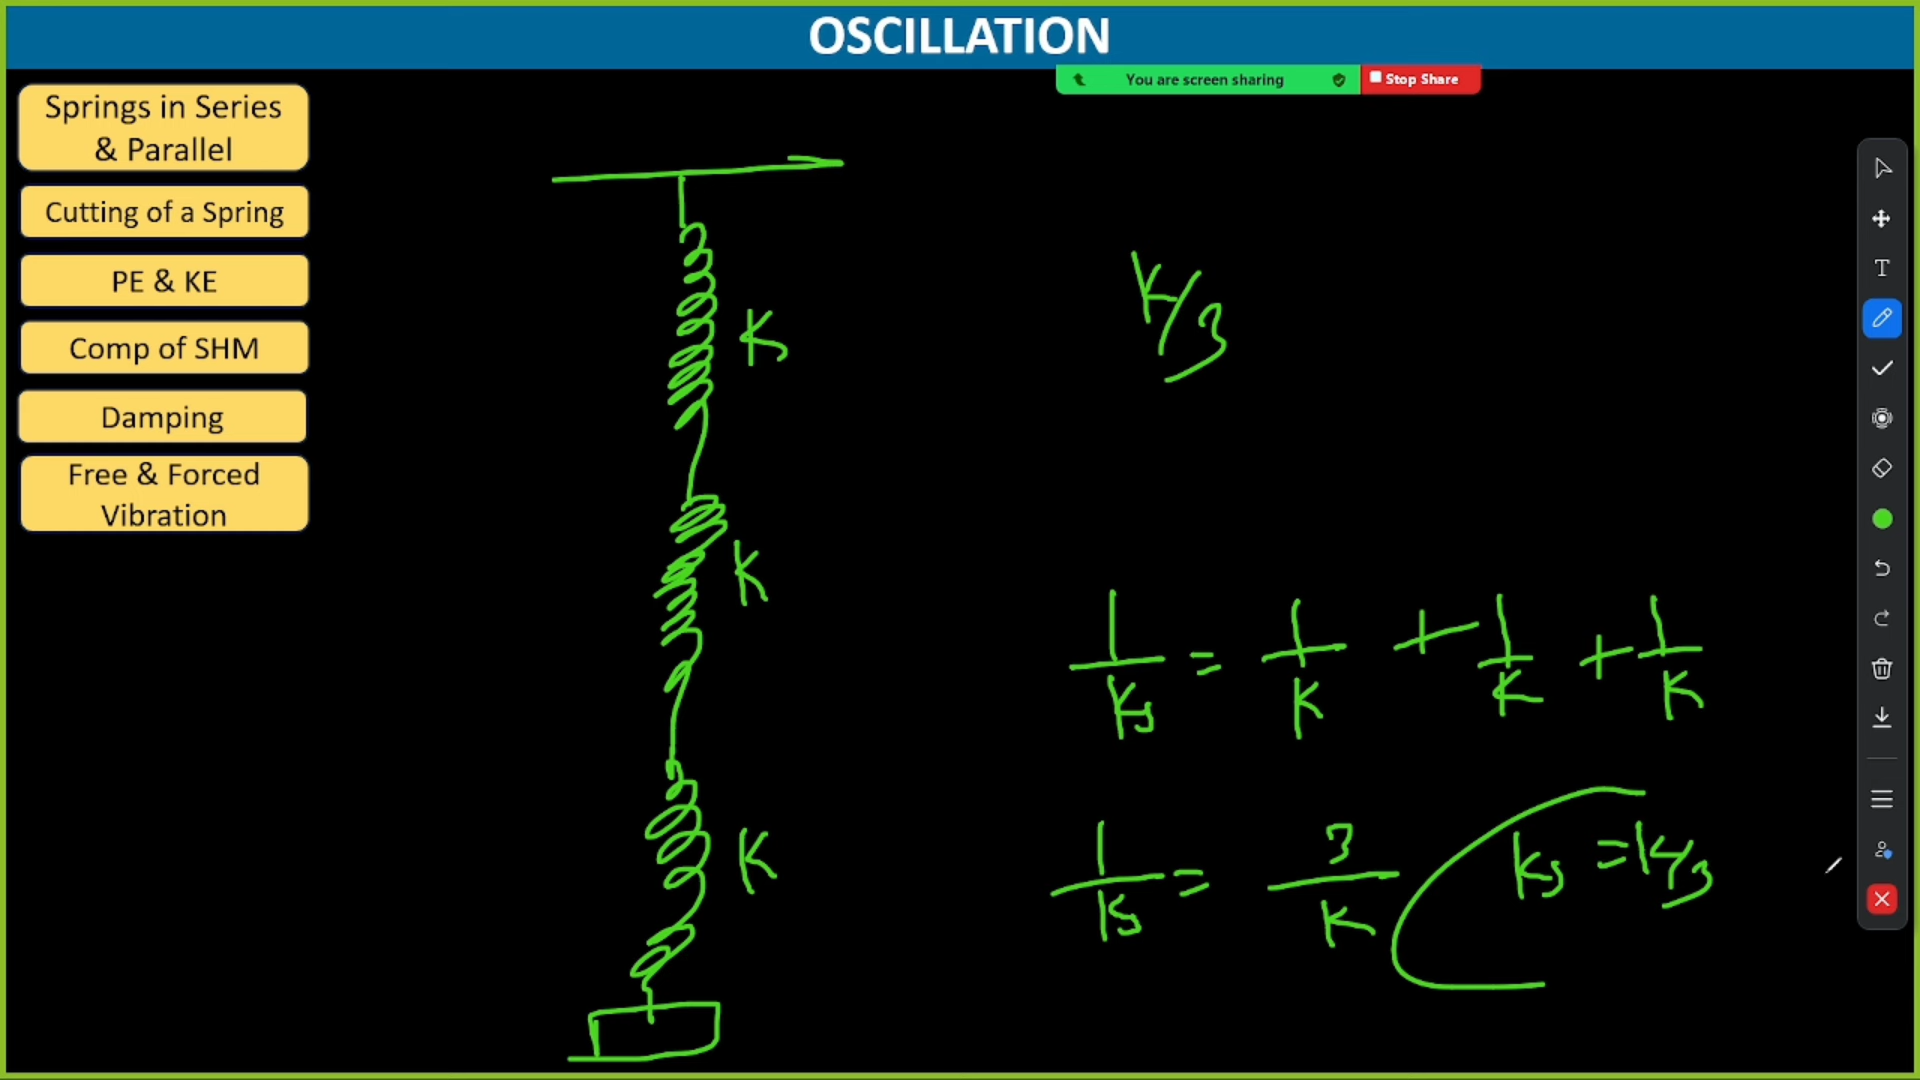 OSCILLATION
You are screen sharing
Stop Share
Springs in Series
& Parallel
Cutting of a Spring
PE & KE
Comp of SHM
Damping
Free & Forced
Vibration
K
K
K
K/3
1/Ks = 1/K + 1/K + 1/K
1/Ks = 3/K
Ks = K/3
T